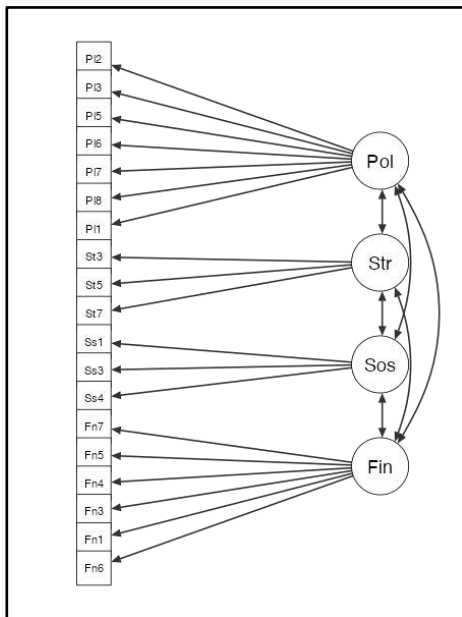 Pl2
Pl3
Pl5
Pl6
Pl7
Pl8
Pl1
St3
St5
St7
Ss1
Ss3
Ss4
Fn7
Fn5
Fn4
Fn3
Fn1
Fn6
Pol
Str
Sos
Fin